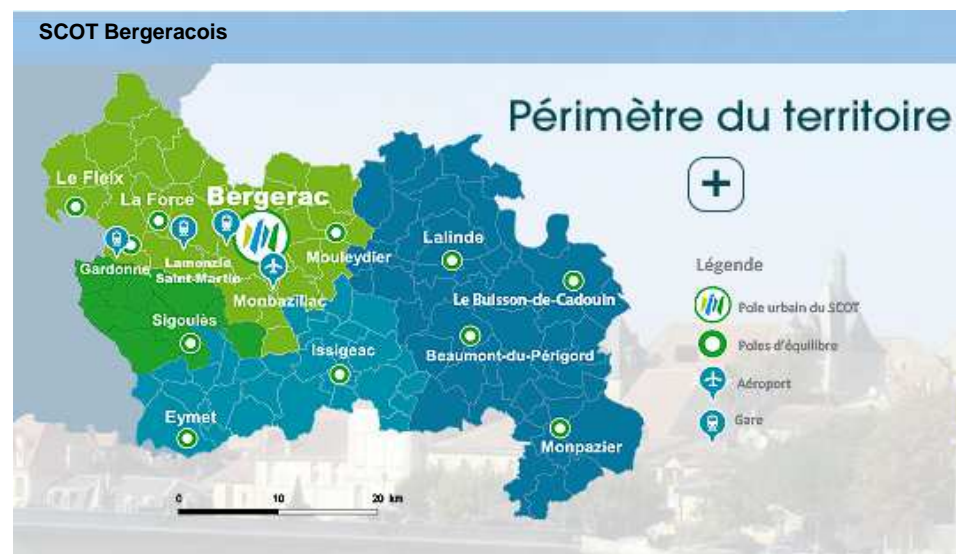 SCOT Bergeracois
Périmètre du territoire
Le Fleix
La Force
Bergerac
Gardonne
Lamonzie
Saint-Martin
Mouleydier
Monbazillac
Lalinde
Le Buisson-de-Cadouin
Sigoulès
Issigeac
Beaumont-du-Périgord
Eymet
Monpazier
Légende
Pole urbain du SCOT
Poles d'équilibre
Aéroport
Gare
0 10 20 km